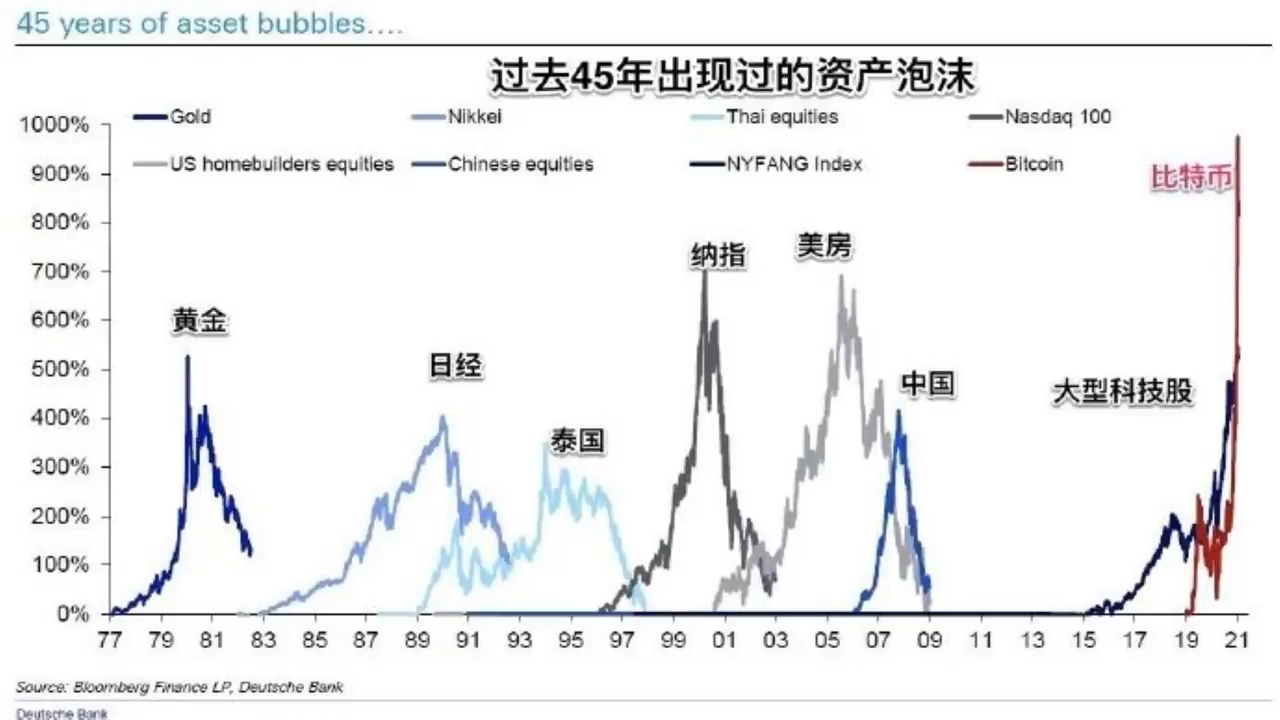 45 years of asset bubbles....
过去45年出现过的资产泡沫
Gold Nikkei Thai equities Nasdaq 100
US homebuilders equities Chinese equities NYFANG Index Bitcoin
1000%
900%
800%
700%
600%
500%
400%
300%
200%
100%
0%
比特币
纳指
美房
黄金
日经
中国
大型科技股
泰国
77 79 81 83 85 87 89 91 93 95 97 99 01 03 05 07 09 01 11 13 15 17 19 21
Source: Bloomberg Finance LP, Deutsche Bank
Deutsche Bank